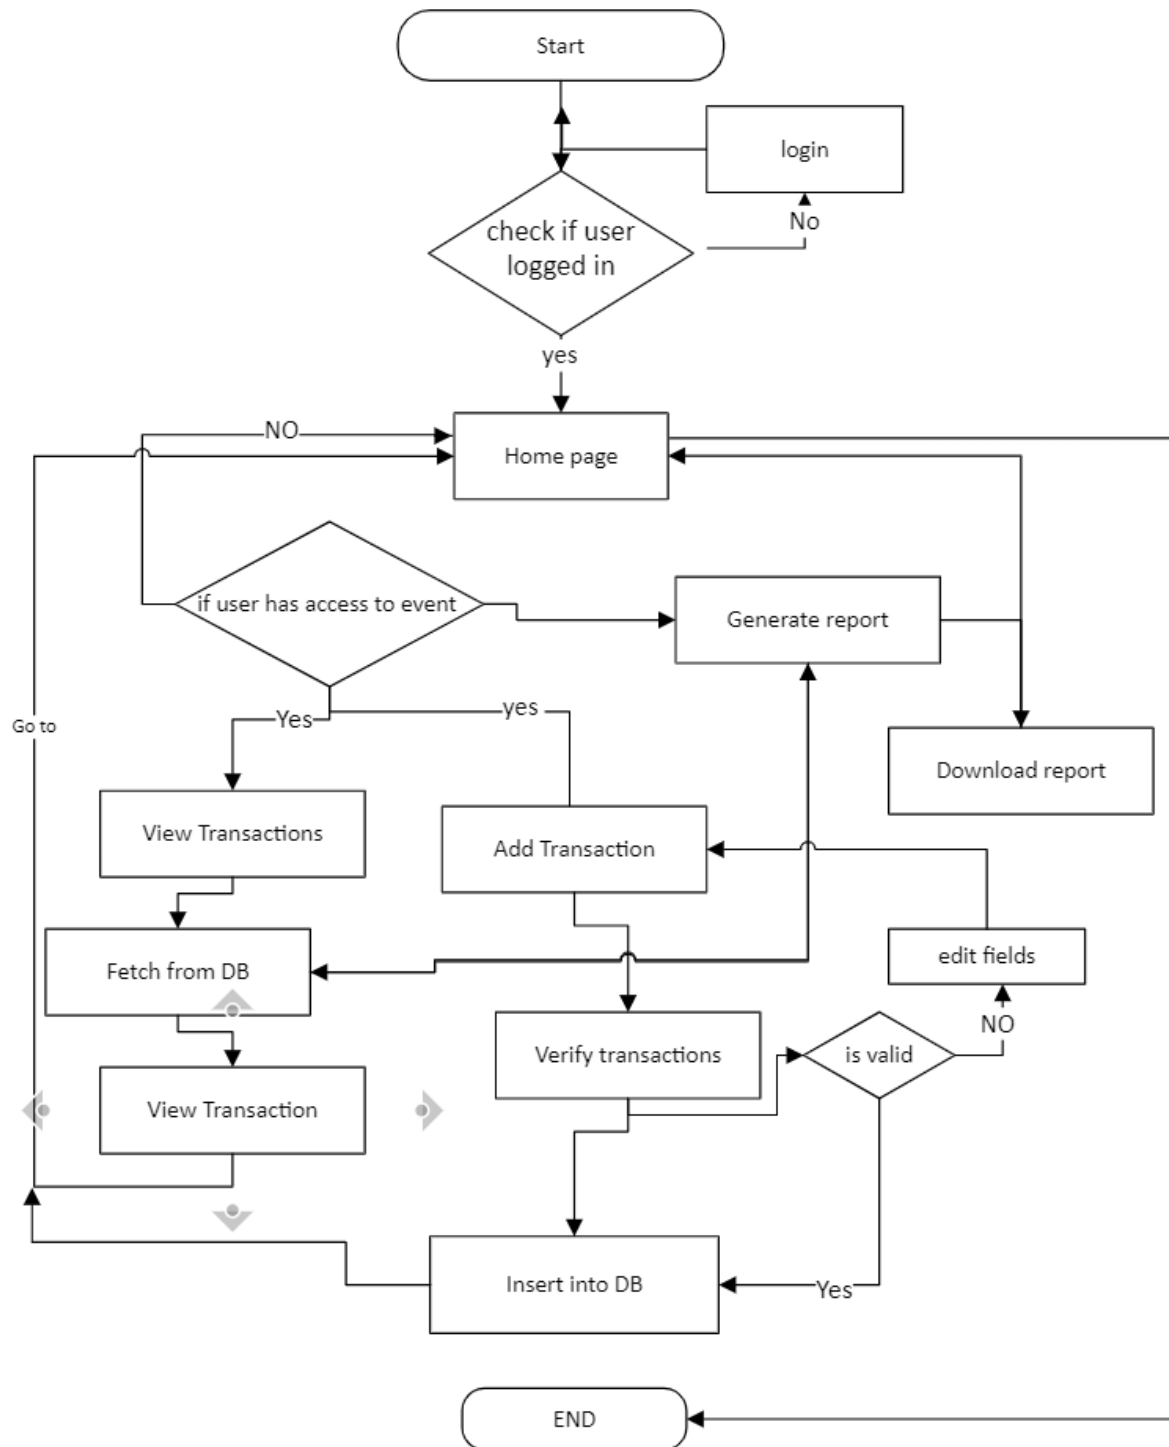 Start
login
No
check if user
logged in
yes
NO
Home page
if user has access to event
Generate report
Go to
Yes
yes
Download report
View Transactions
Add Transaction
Fetch from DB
edit fields
NO
Verify transactions
is valid
View Transaction
Insert into DB
Yes
END